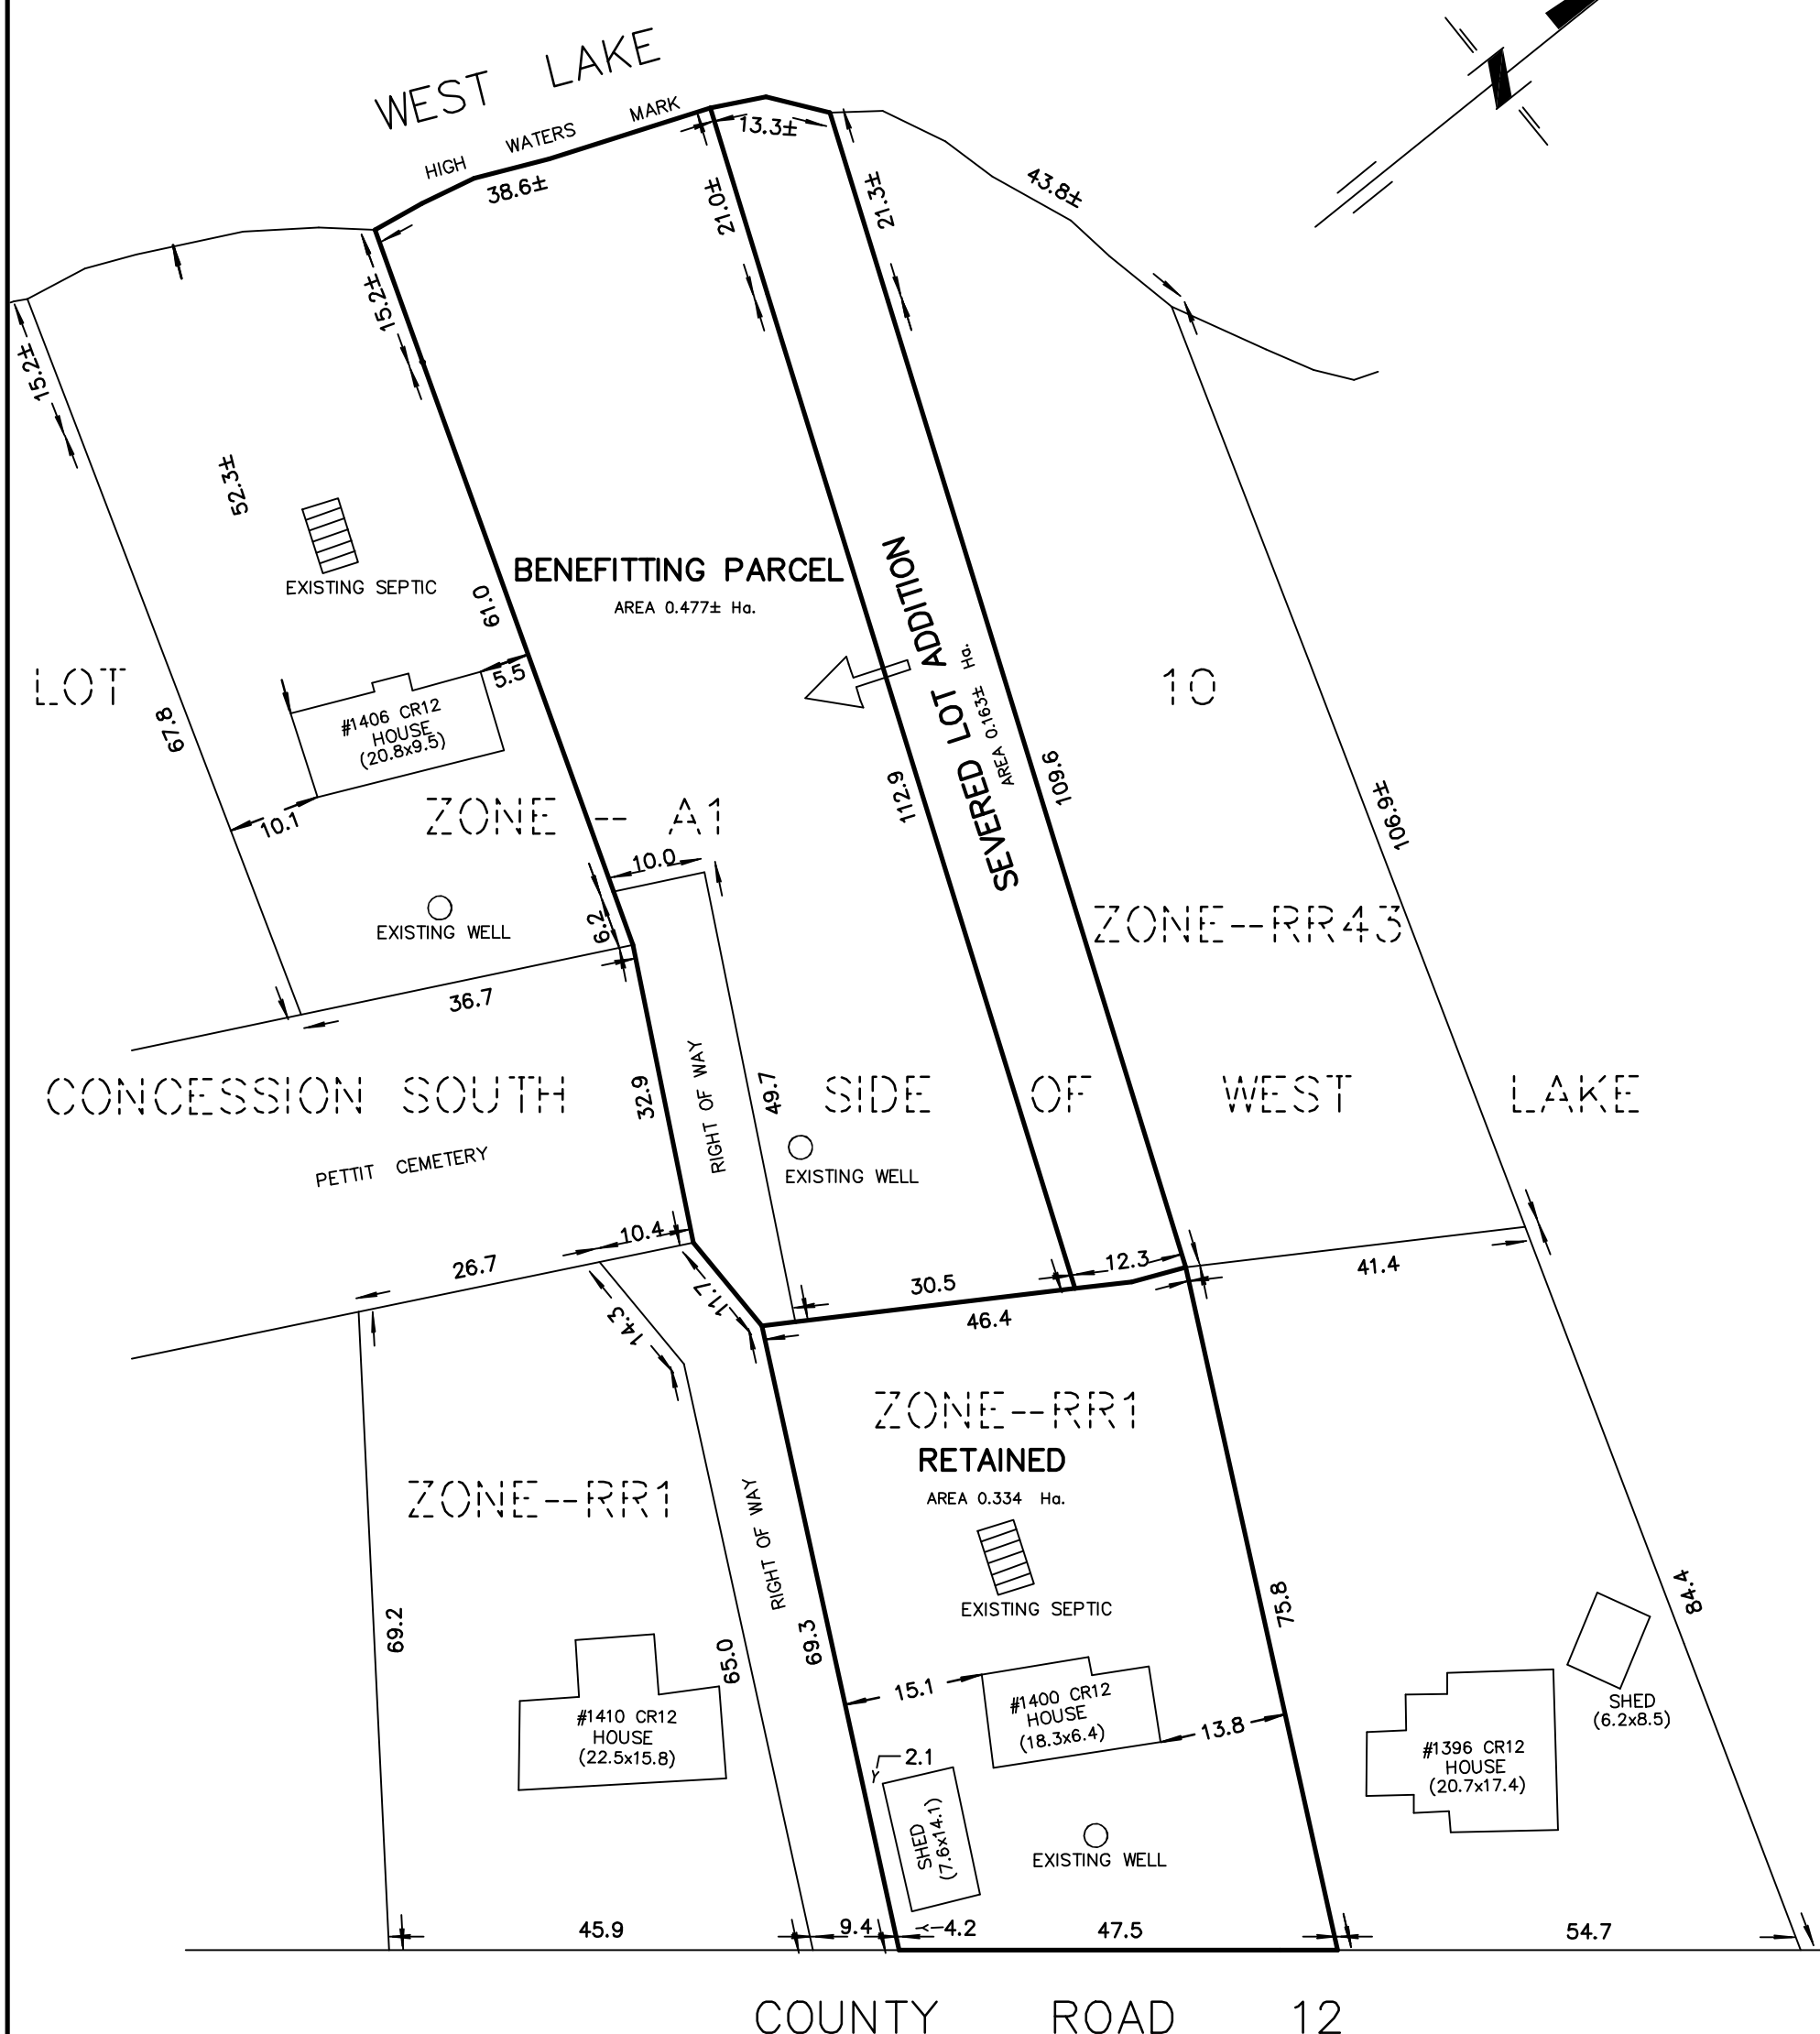 WEST LAKE
HIGH WATERS MARK
13.3±
38.6±
21.0±
21.3±
43.8±
15.2±
15.2±
52.3±
EXISTING SEPTIC
61.0
BENEFITTING PARCEL
AREA 0.477± Ha.
SEVERED LOT ADDITION
AREA 0.163± Ha.
LOT
10
5.5
67.8
#1406 CR12
HOUSE
(20.8x9.5)
10.1
112.9
109.6
106.9±
ZONE -- A1
10.0
6.2
EXISTING WELL
ZONE--RR43
36.7
CONCESSION SOUTH SIDE OF WEST LAKE
32.9
RIGHT OF WAY
49.7
PETTIT CEMETERY
EXISTING WELL
26.7
10.4
11.7
14.3
30.5
12.3
46.4
41.4
ZONE--RR1
RETAINED
AREA 0.334 Ha.
ZONE--RR1
RIGHT OF WAY
EXISTING SEPTIC
69.2
65.0
69.3
75.8
84.4
15.1
#1400 CR12
HOUSE
(18.3x6.4)
13.8
#1410 CR12
HOUSE
(22.5x15.8)
SHED
(6.2x8.5)
#1396 CR12
HOUSE
(20.7x17.4)
2.1
SHED
(7.6x14.1)
EXISTING WELL
45.9
9.4
4.2
47.5
54.7
COUNTY ROAD 12